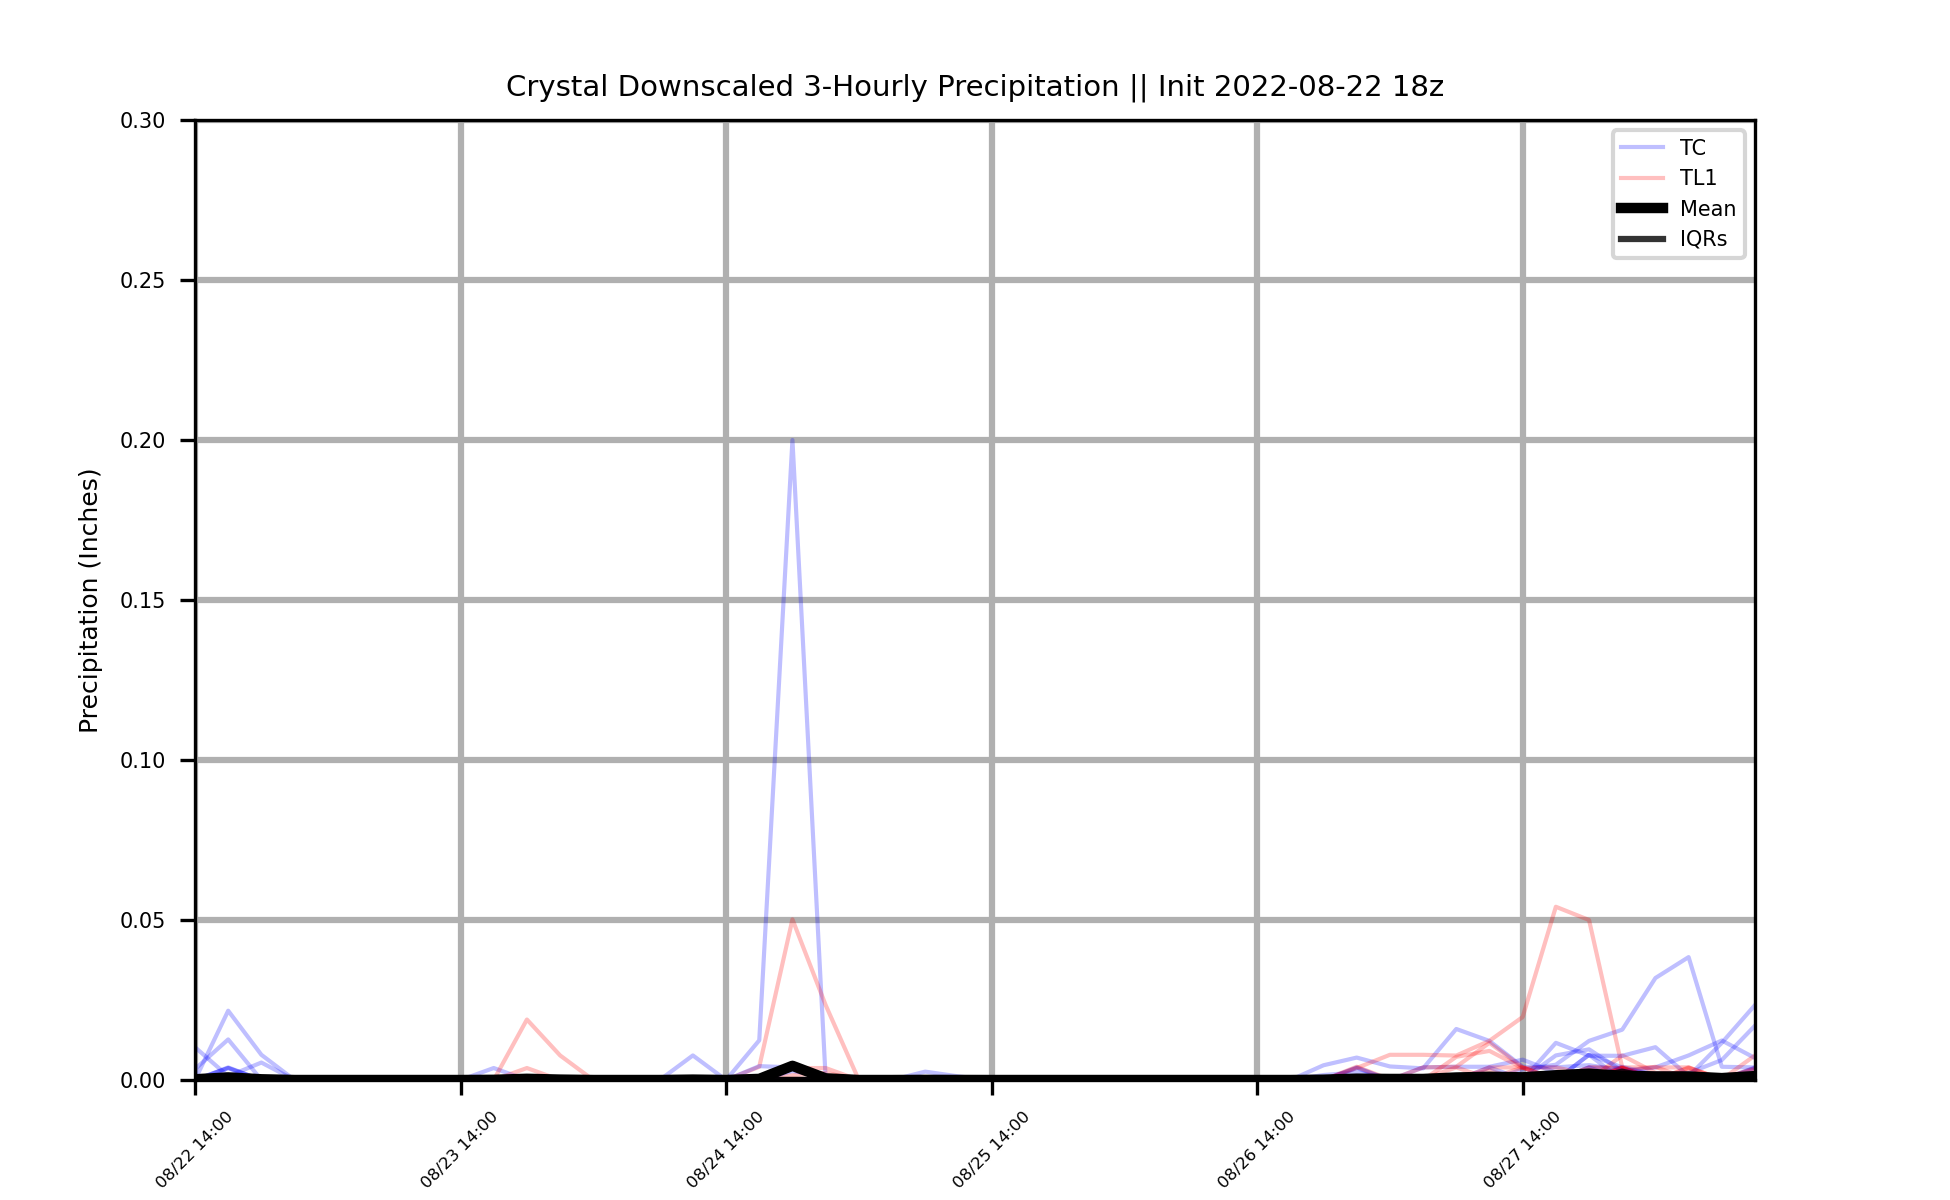 Crystal Downscaled 3-Hourly Precipitation || Init 2022-08-22 18z
TC
TL1
Mean
IQRs
Precipitation (Inches)
0.30
0.25
0.20
0.15
0.10
0.05
0.00
08/22 14:00
08/23 14:00
08/24 14:00
08/25 14:00
08/26 14:00
08/27 14:00